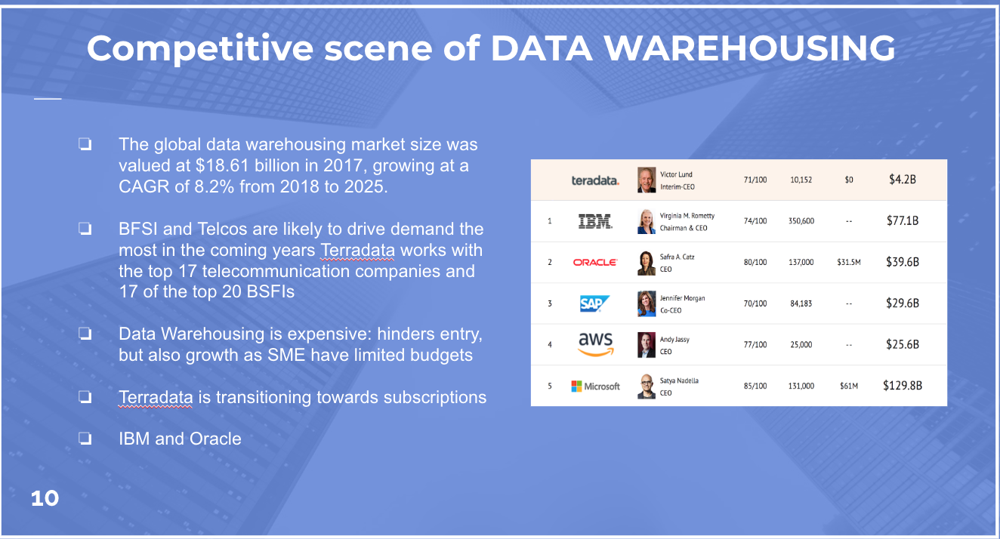 Competitive scene of DATA WAREHOUSING
The global data warehousing market size was
valued at $18.61 billion in 2017, growing at a
CAGR of 8.2% from 2018 to 2025.
BFSI and Telcos are likely to drive demand the
most in the coming years Terradata works with
the top 17 telecommunication companies and
17 of the top 20 BSFIs
Data Warehousing is expensive: hinders entry,
but also growth as SME have limited budgets
Terradata is transitioning towards subscriptions
IBM and Oracle
teradata. Victor Lund 71/100 10,152 $0 $4.2B
Interim-CEO
1 IBM Virginia M. Rometty 74/100 350,600 -- $77.1B
Chairman & CEO
2 ORACLE Safra A. Catz 80/100 137,000 $31.5M $39.6B
CEO
3 SAP Jennifer Morgan 70/100 84,183 -- $29.6B
Co-CEO
4 aws Andy Jassy 77/100 25,000 -- $25.6B
CEO
5 Microsoft Satya Nadella 85/100 131,000 $61M $129.8B
CEO
10